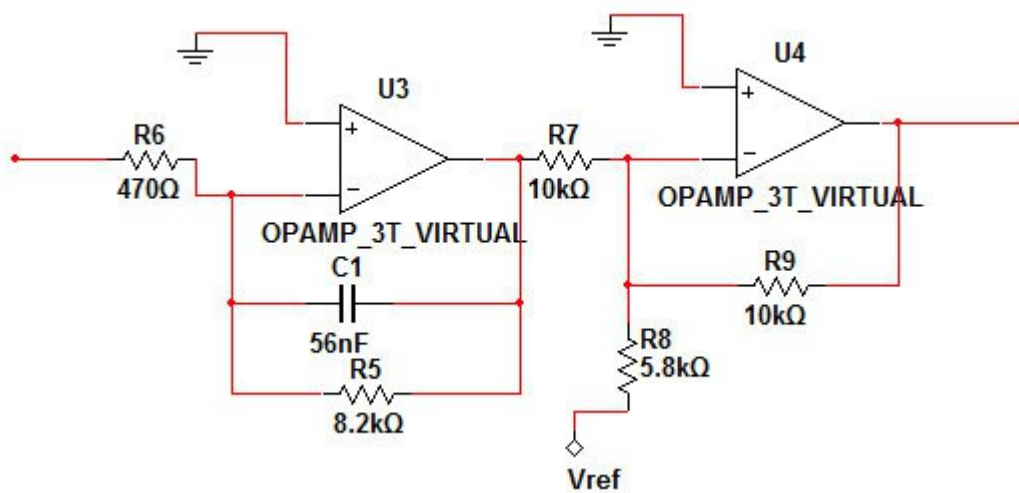 U3
U4
R6
470Ω
+
−
OPAMP_3T_VIRTUAL
R7
10kΩ
+
−
OPAMP_3T_VIRTUAL
C1
56nF
R5
8.2kΩ
R9
10kΩ
R8
5.8kΩ
Vref